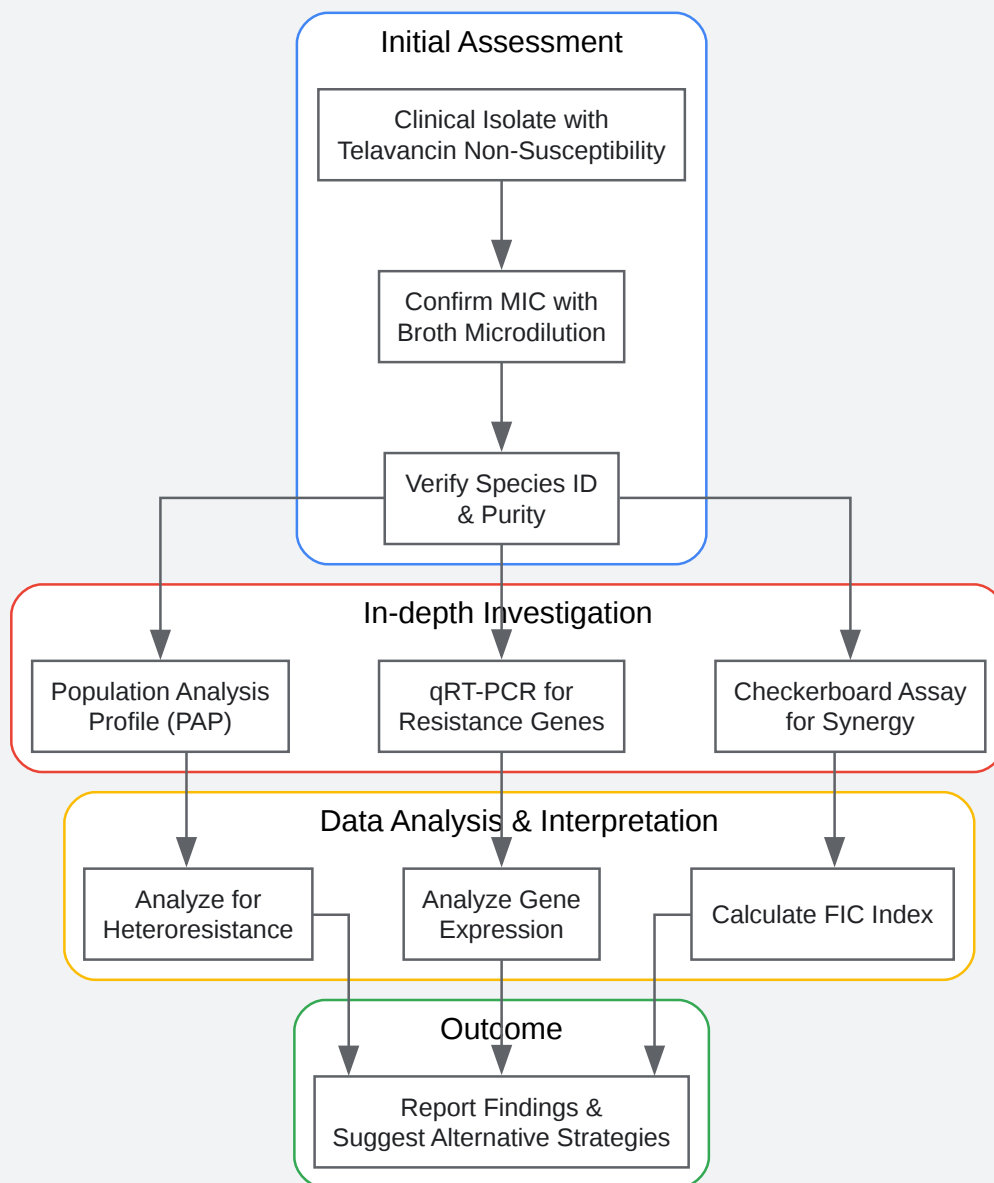 Initial Assessment
Clinical Isolate with
Telavancin Non-Susceptibility
Confirm MIC with
Broth Microdilution
Verify Species ID
& Purity
In-depth Investigation
Population Analysis
Profile (PAP)
qRT-PCR for
Resistance Genes
Checkerboard Assay
for Synergy
Data Analysis & Interpretation
Analyze for
Heteroresistance
Analyze Gene
Expression
Calculate FIC Index
Outcome
Report Findings &
Suggest Alternative Strategies